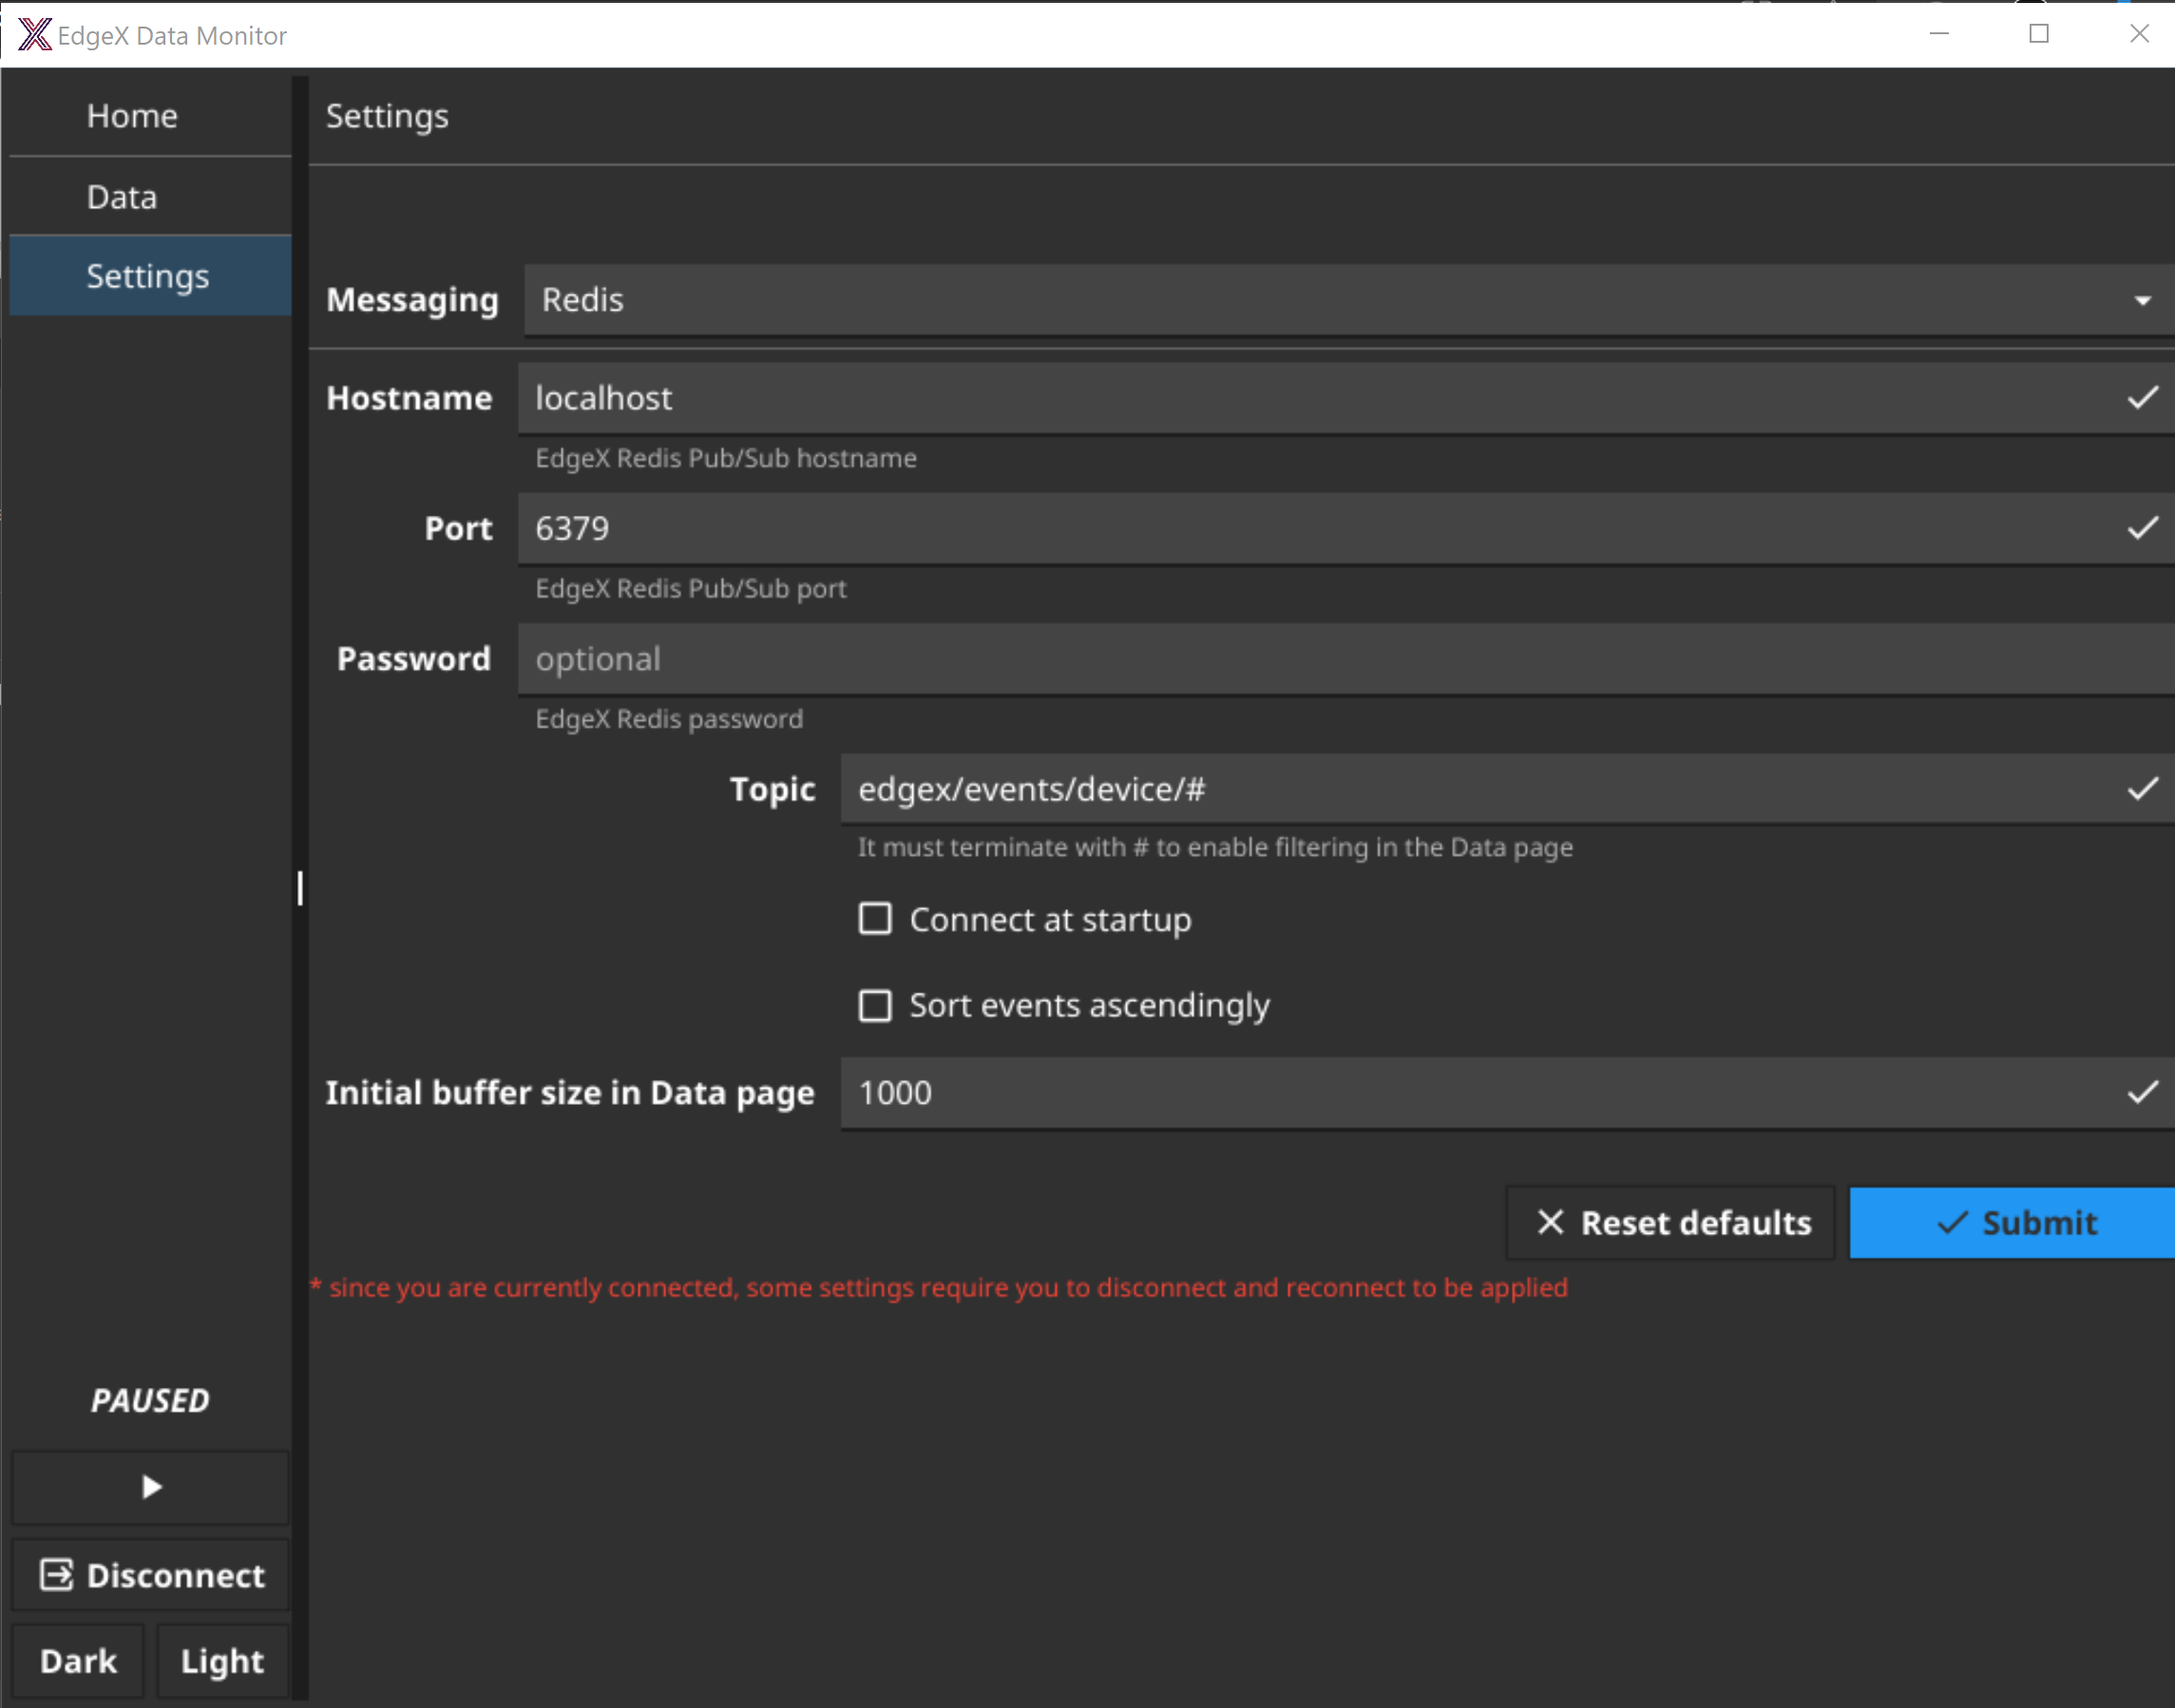 EdgeX Data Monitor
Home
Data
Settings
Settings
Messaging Redis
Hostname localhost
EdgeX Redis Pub/Sub hostname
Port 6379
EdgeX Redis Pub/Sub port
Password optional
EdgeX Redis password
Topic edgex/events/device/#
It must terminate with # to enable filtering in the Data page
Connect at startup
Sort events ascendingly
Initial buffer size in Data page 1000
Reset defaults Submit
* since you are currently connected, some settings require you to disconnect and reconnect to be applied
PAUSED
Disconnect
Dark Light